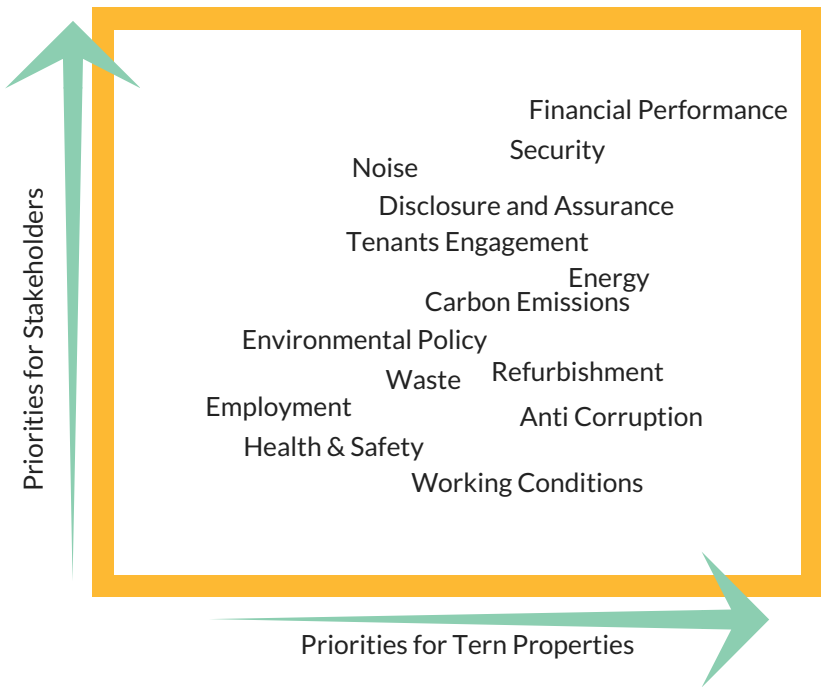 Financial Performance
Security
Noise
Disclosure and Assurance
Tenants Engagement
Energy
Carbon Emissions
Environmental Policy
Refurbishment
Waste
Employment
Anti Corruption
Health & Safety
Working Conditions
Priorities for Stakeholders
Priorities for Tern Properties